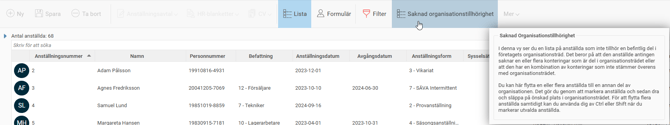 Ny
Spara
Ta bort
Lista
Formulär
Filter
Saknad organisationstillhörighet
Mer
Antal anställda: 60
Skriv för att söka
Anställningsnummer Namn Personnummer Befattning Anställningsdatum Avgångsdatum Anställningsform Sysselsät
AP 2 Adam Pålsson 19910816-4931 2023-12-01 3 - Vikariat
AF 3 Agnes Fredriksson 20041205-7069 12 - Försäljare 2023-10-10 2024-06-30 7 - SÄVA Intermittent
SL 4 Samuel Lund 19851019-8859 7 - Tekniker 2024-09-16 2 - Provanställning
MH 5 Margareta Hansen 19830915-7181 10 - Lagerarbetare 2023-04-01 2023-10-31 4 - Säsongsanställn
Saknad Organisationstillhörighet
I denna vy ser du en lista på anställda som inte tillhör en befintlig del i
företagets organisationsträd. Det beror på att den anställde antingen
saknar en eller flera konteringar som är del i organisationsträdet eller
att den har en kombination av konteringar som inte stämmer överens
med organisationsträdet.
Du kan här flytta en eller flera anställda till en annan del av
organisationen. Det gör du genom att markera anställda och sedan dra
och släppa på önskad plats i organisationsträdet. För att flytta flera
anställda samtidigt kan du använda dig av Ctrl eller Shift när du
markerar utvalda anställda.